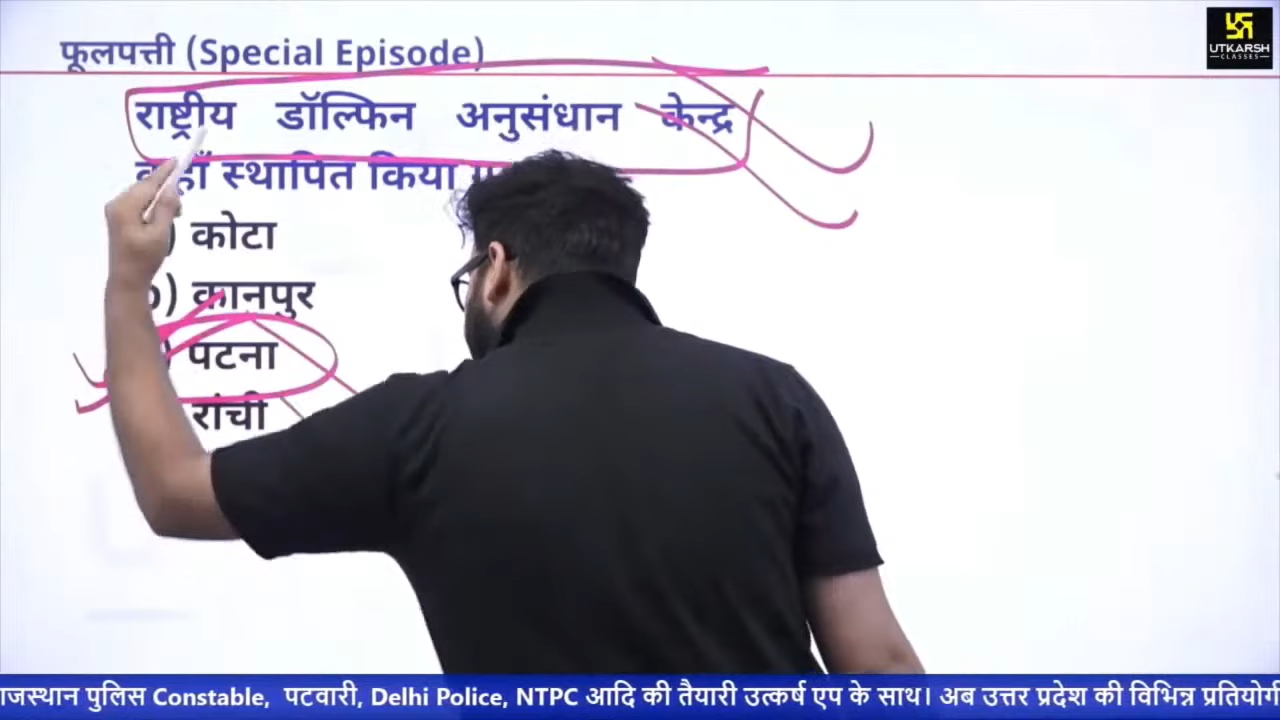 फूलपत्ती (Special Episode)
UTKARSH
CLASSES
राष्ट्रीय डॉल्फिन अनुसंधान केन्द्र
स्थापित किया
कोटा
b) कानपुर
पटना
रांची
राजस्थान पुलिस Constable, पटवारी, Delhi Police, NTPC आदि की तैयारी उत्कर्ष एप के साथ। अब उत्तर प्रदेश की विभिन्न